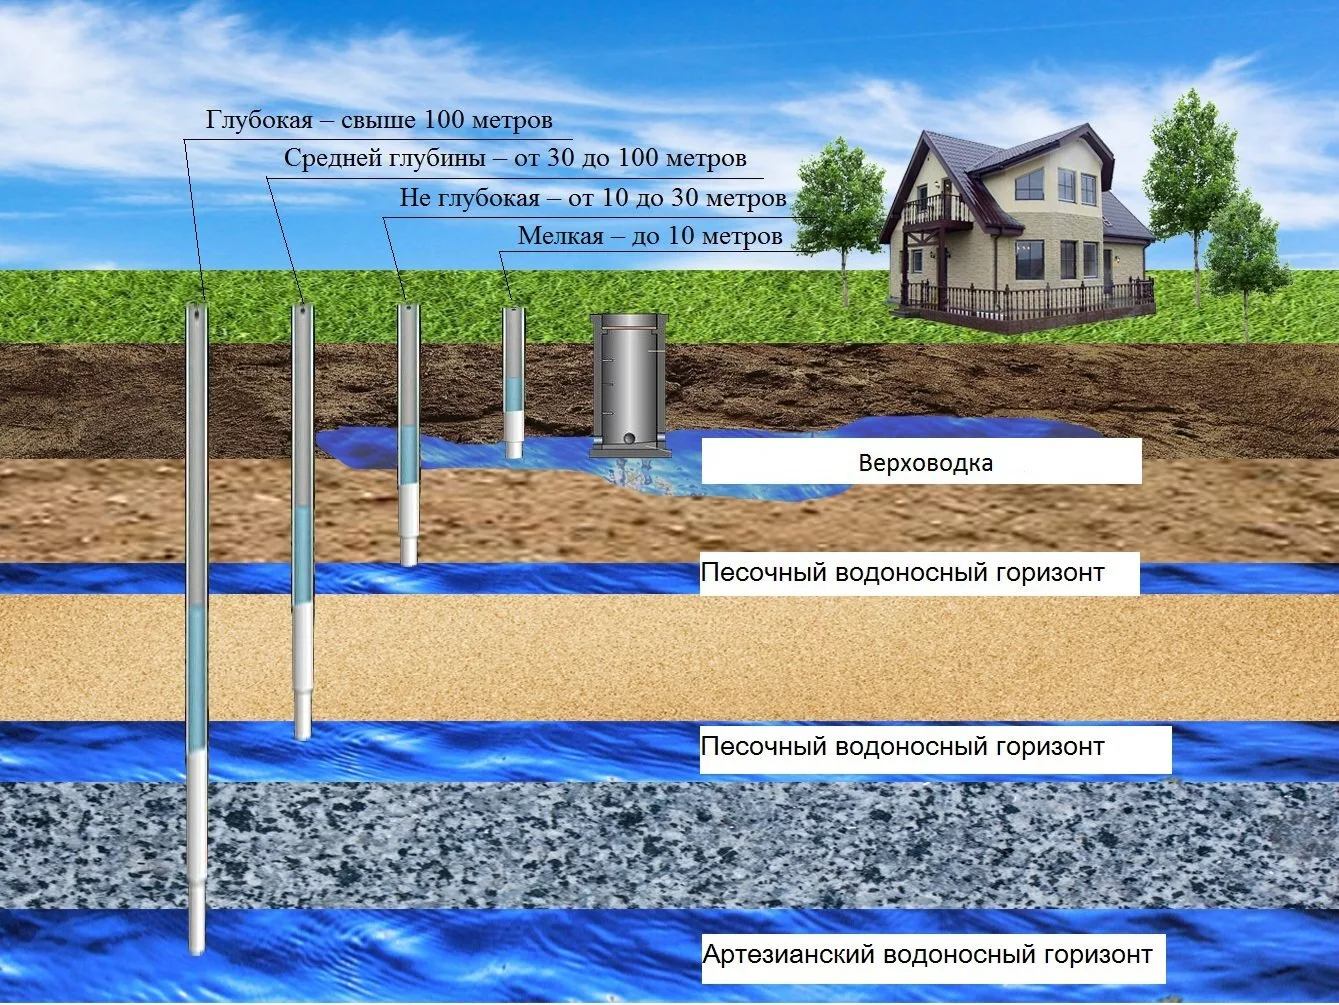 Глубокая – свыше 100 метров
Средней глубины – от 30 до 100 метров
Не глубокая – от 10 до 30 метров
Мелкая – до 10 метров
Верховодка
Песочный водоносный горизонт
Песочный водоносный горизонт
Артезианский водоносный горизонт